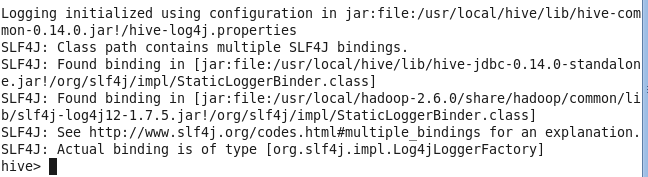 Logging initialized using configuration in jar:file:/usr/local/hive/lib/hive-com
mon-0.14.0.jar!/hive-log4j.properties
SLF4J: Class path contains multiple SLF4J bindings.
SLF4J: Found binding in [jar:file:/usr/local/hive/lib/hive-jdbc-0.14.0-standalon
e.jar!/org/slf4j/impl/StaticLoggerBinder.class]
SLF4J: Found binding in [jar:file:/usr/local/hadoop-2.6.0/share/hadoop/common/li
b/slf4j-log4j12-1.7.5.jar!/org/slf4j/impl/StaticLoggerBinder.class]
SLF4J: See http://www.slf4j.org/codes.html#multiple_bindings for an explanation.
SLF4J: Actual binding is of type [org.slf4j.impl.Log4jLoggerFactory]
hive>